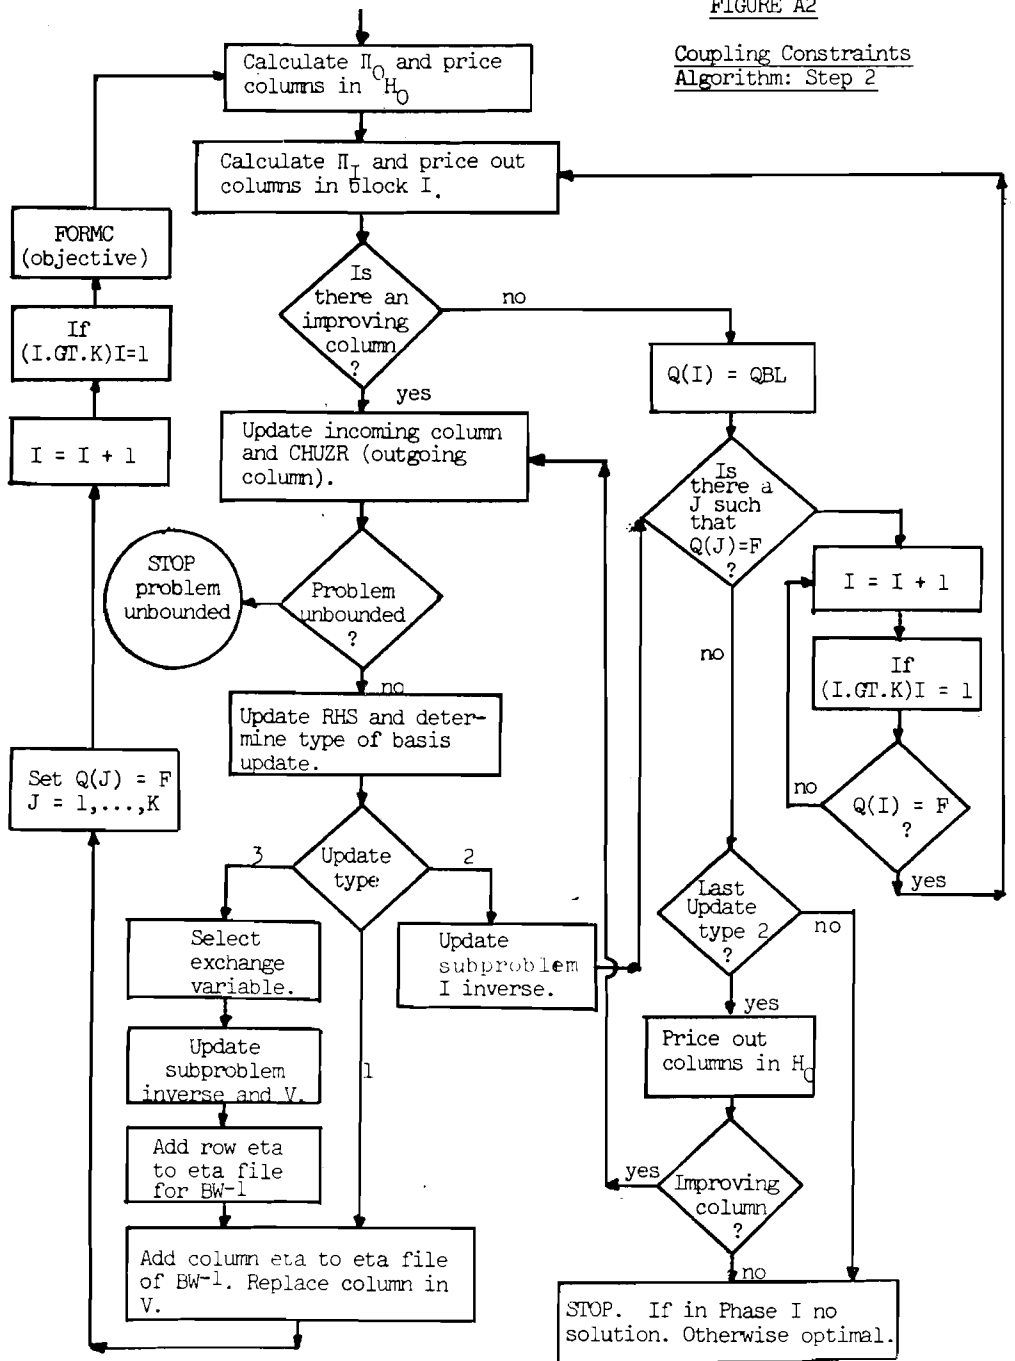 FIGURE A2
Coupling Constraints
Algorithm: Step 2
Calculate Π0 and price
columns in H0
Calculate ΠI and price out
columns in block I.
FORMC
(objective)
Is
there an
improving
column
?
no
yes
If
(I.GT.K)I=1
Q(I) = QBL
I = I + 1
Update incoming column
and CHUZR (outgoing
column).
Is
there a
J such
that
Q(J)=F
?
STOP
problem
unbounded
Problem
unbounded
?
no
I = I + 1
no
If
(I.GT.K)I = 1
Update RHS and deter-
mine type of basis
update.
Set Q(J) = F
J = 1,...,K
no
Q(I) = F
?
yes
3
Update
type
2
Last
Update
type 2
?
no
yes
Select
exchange
variable.
Update
subproblem
I inverse.
Update
subproblem
inverse and V.
1
Price out
columns in H0
Add row eta
to eta file
for BW-1
yes
Improving
column
?
no
Add column eta to eta file
of BW-1. Replace column in
V.
STOP. If in Phase I no
solution. Otherwise optimal.